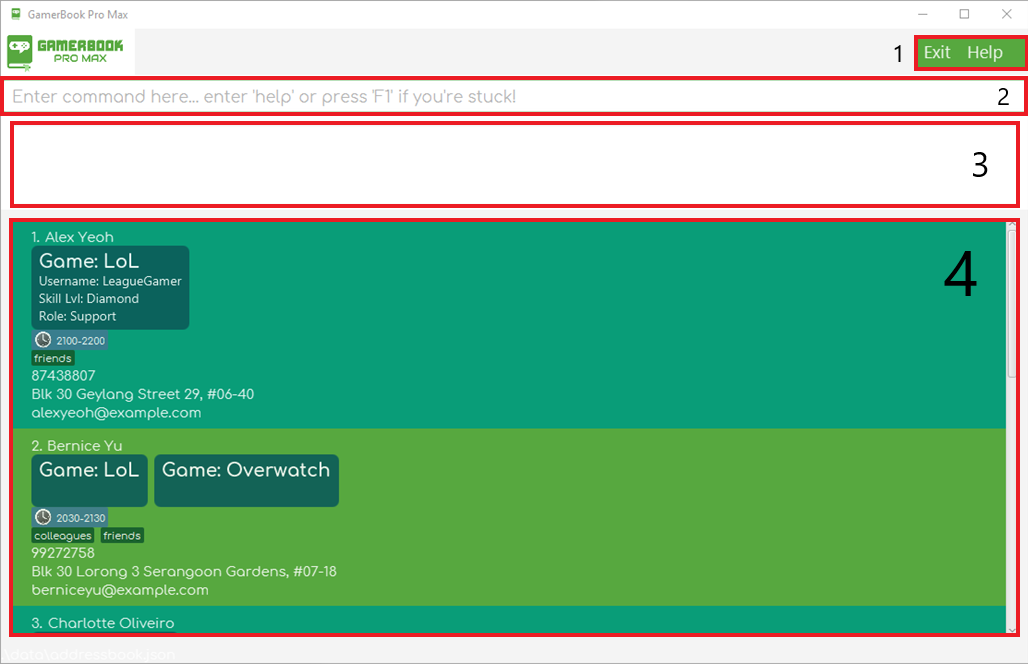 GamerBook Pro Max
GAMERBOOK
PRO MAX
1
Exit Help
Enter command here... enter 'help' or press 'F1' if you're stuck!
2
3
4
1. Alex Yeoh
Game: LoL
Username: LeagueGamer
Skill Lvl: Diamond
Role: Support
2100-2200
friends
87438807
Blk 30 Geylang Street 29, #06-40
alexyeoh@example.com
2. Bernice Yu
Game: LoL Game: Overwatch
2030-2130
colleagues friends
99272758
Blk 30 Lorong 3 Serangoon Gardens, #07-18
berniceyu@example.com
3. Charlotte Oliveiro
\data\addressbook.json